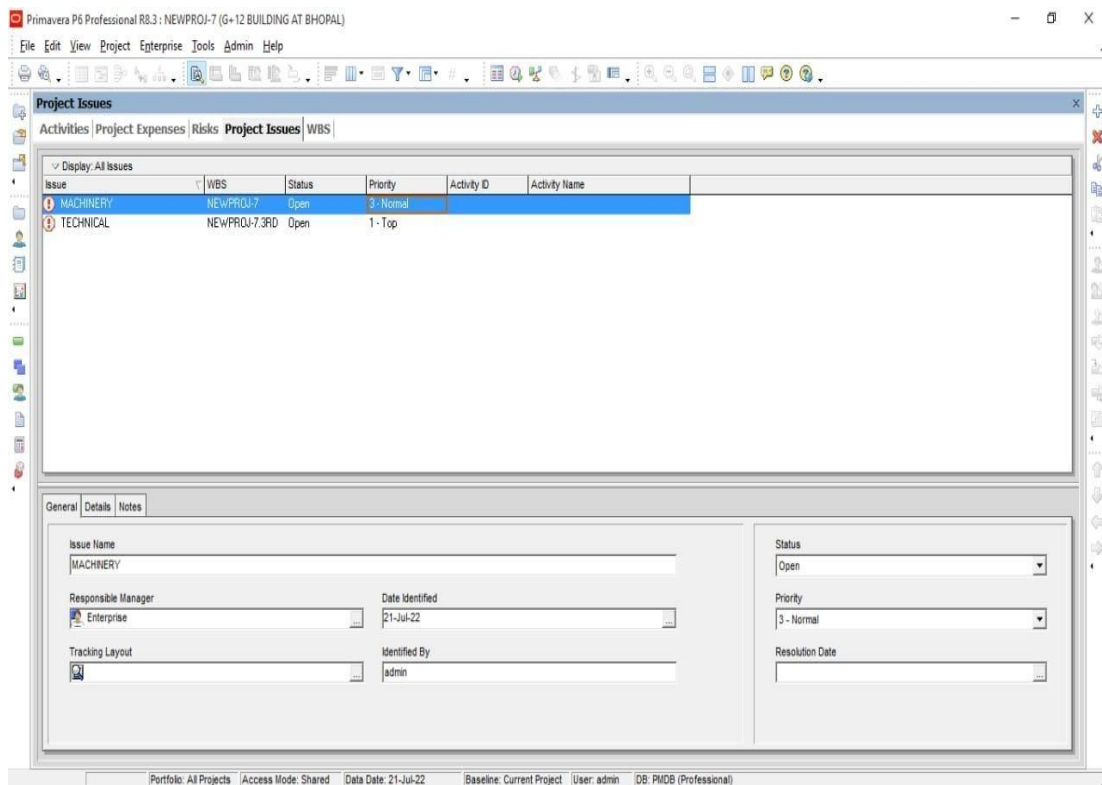 Primavera P6 Professional R8.3 : NEWPROJ-7 (G+12 BUILDING AT BHOPAL)
File Edit View Project Enterprise Tools Admin Help
Project Issues
Activities Project Expenses Risks Project Issues WBS
Display: All Issues
Issue WBS Status Priority Activity ID Activity Name
MACHINERY NEWPROJ-7 Open 3 - Normal
TECHNICAL NEWPROJ-7.3RD Open 1 - Top
General Details Notes
Issue Name Status
MACHINERY Open
Responsible Manager Date Identified Priority
Enterprise ... 21-Jul-22 ... 3 - Normal
Tracking Layout Identified By Resolution Date
... admin ...
Portfolio: All Projects Access Mode: Shared Data Date: 21-Jul-22 Baseline: Current Project User: admin DB: PMDB (Professional)